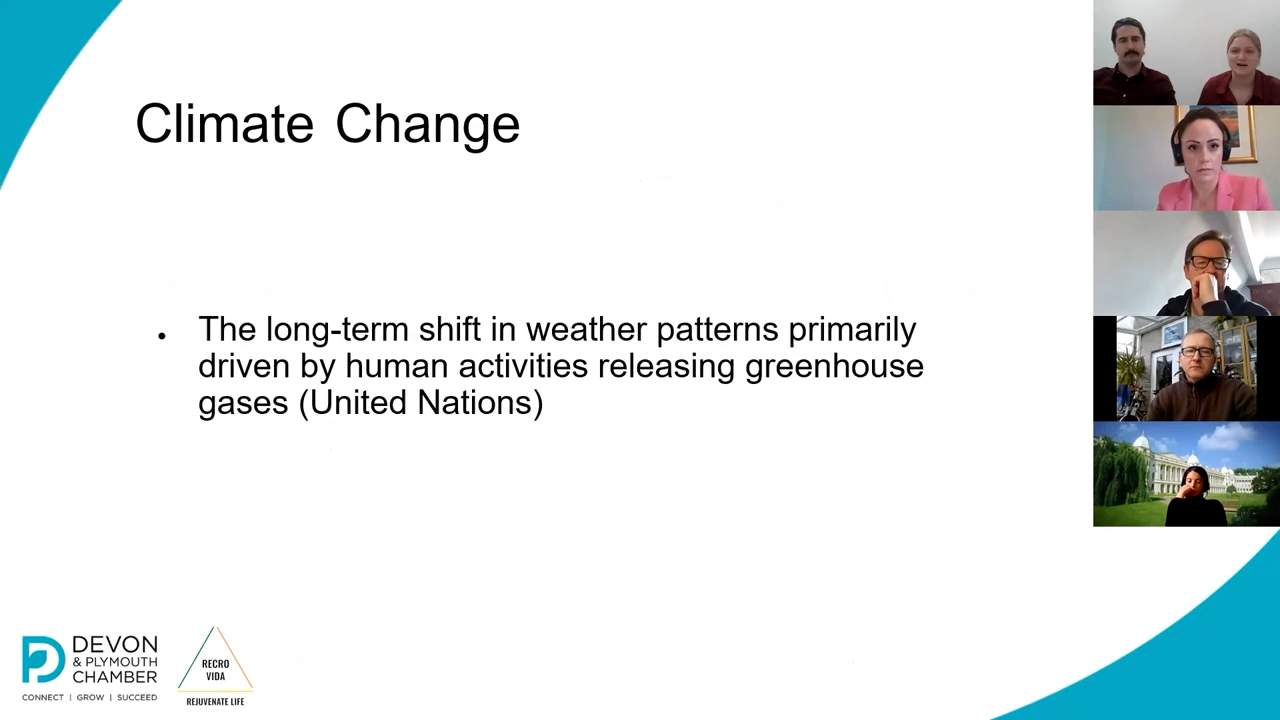 Climate Change
• The long-term shift in weather patterns primarily
driven by human activities releasing greenhouse
gases (United Nations)
DEVON
& PLYMOUTH
CHAMBER
CONNECT | GROW | SUCCEED
RECRO
VIDA
REJUVENATE LIFE